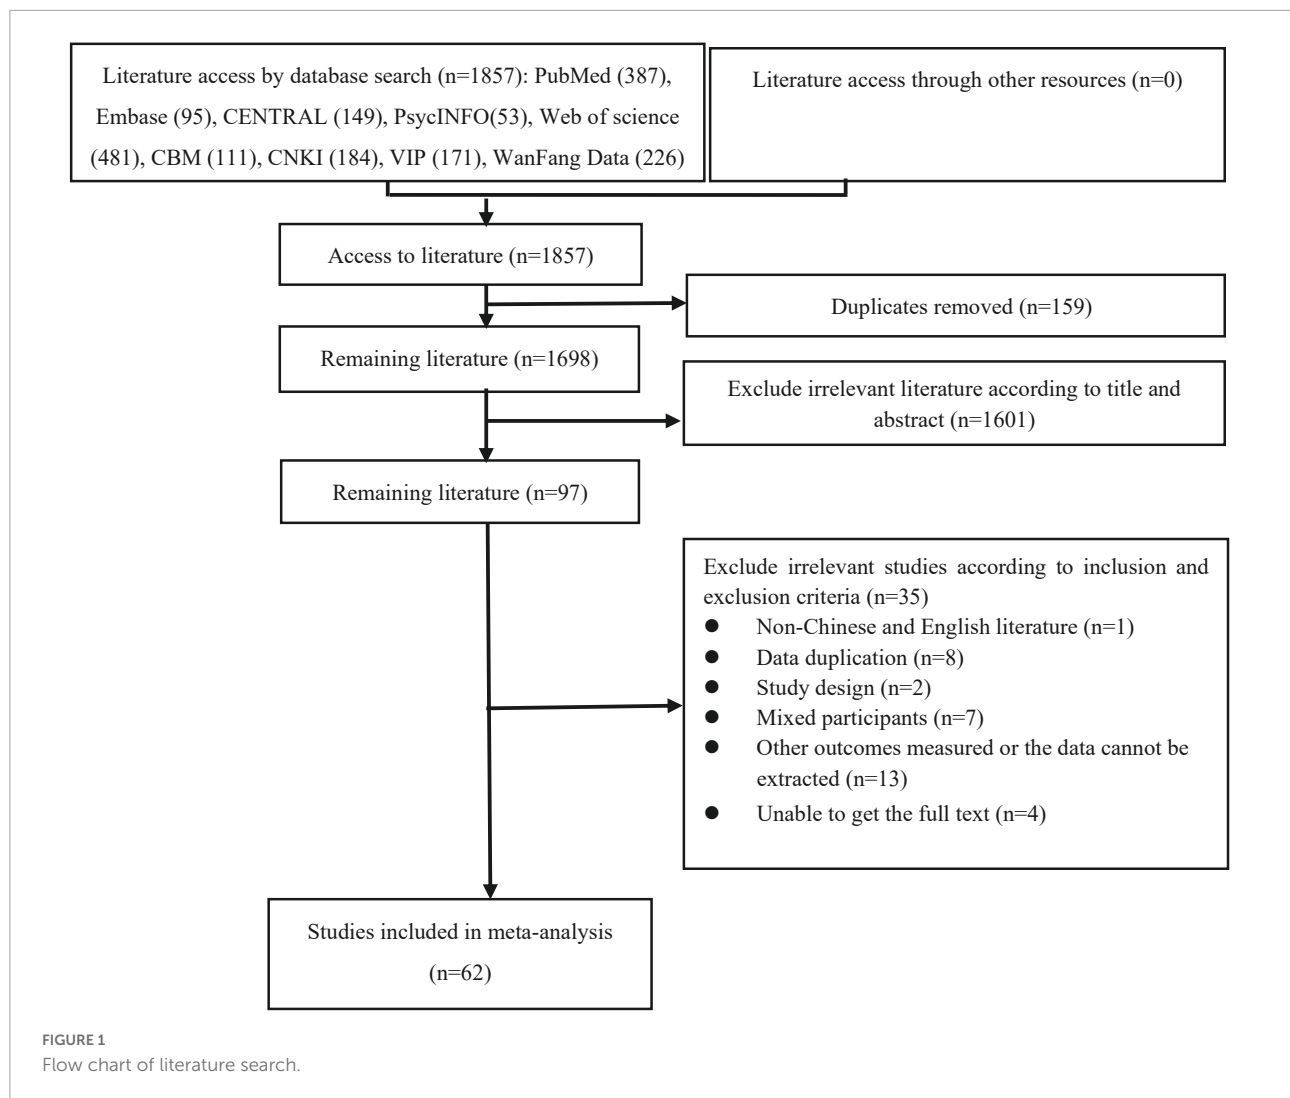 Literature access by database search (n=1857): PubMed (387),
Embase (95), CENTRAL (149), PsycINFO(53), Web of science
(481), CBM (111), CNKI (184), VIP (171), WanFang Data (226)
Literature access through other resources (n=0)
Access to literature (n=1857)
Duplicates removed (n=159)
Remaining literature (n=1698)
Exclude irrelevant literature according to title and
abstract (n=1601)
Remaining literature (n=97)
Exclude irrelevant studies according to inclusion and
exclusion criteria (n=35)
● Non-Chinese and English literature (n=1)
● Data duplication (n=8)
● Study design (n=2)
● Mixed participants (n=7)
● Other outcomes measured or the data cannot be
extracted (n=13)
● Unable to get the full text (n=4)
Studies included in meta-analysis
(n=62)
FIGURE 1
Flow chart of literature search.